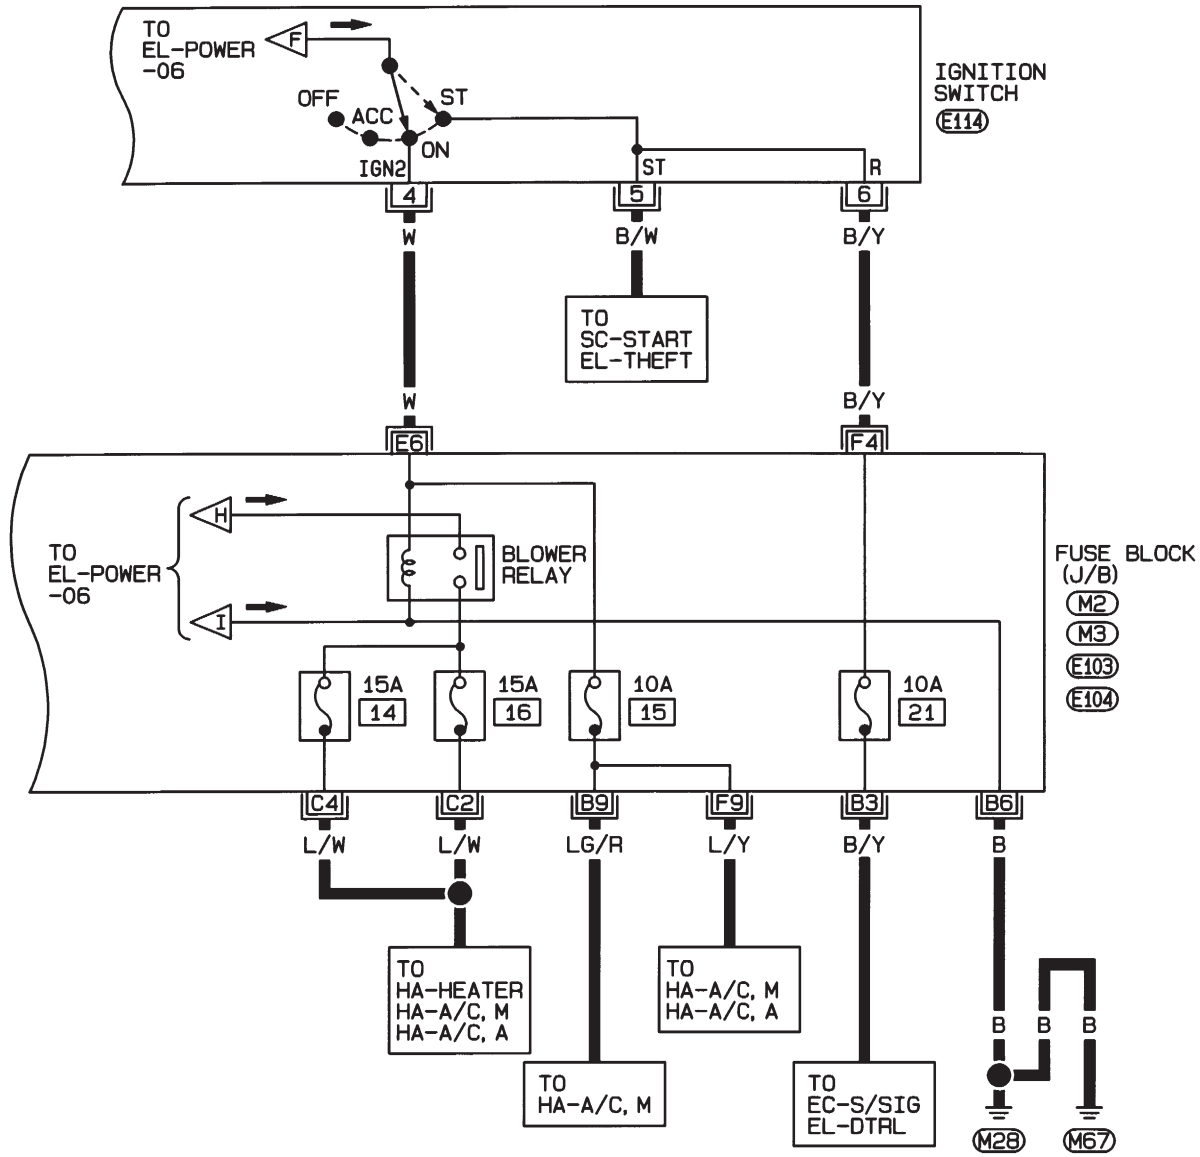 TO
EL-POWER
-06
F
IGNITION
SWITCH
E114
OFF
ACC
ST
ON
IGN2
ST
R
4
5
6
W
B/W
B/Y
TO
SC-START
EL-THEFT
W
B/Y
E6
F4
H
TO
EL-POWER
-06
I
BLOWER
RELAY
FUSE BLOCK
(J/B)
M2
M3
E103
E104
15A
14
15A
16
10A
15
10A
21
C4
C2
B9
F9
B3
B6
L/W
L/W
LG/R
L/Y
B/Y
B
TO
HA-HEATER
HA-A/C, M
HA-A/C, A
TO
HA-A/C, M
HA-A/C, A
TO
HA-A/C, M
TO
EC-S/SIG
EL-DTRL
B
B
B
M28
M67